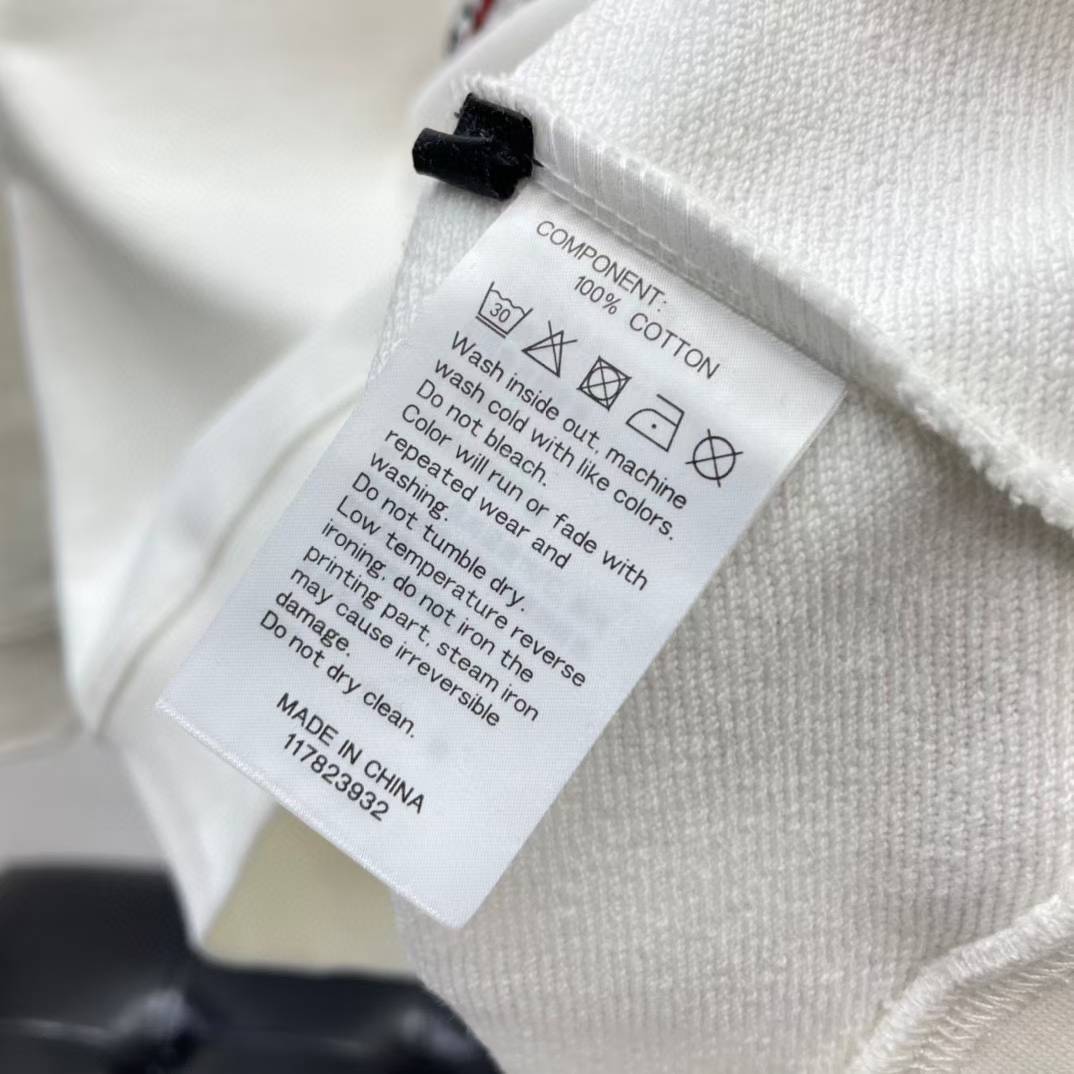 COMPONENT:
100% COTTON
30
Wash inside out, machine
wash cold with like colors.
Do not bleach.
Color will run or fade with
repeated wear and
washing.
Do not tumble dry.
Low temperature reverse
ironing, do not iron the
printing part, steam iron
may cause irreversible
damage.
Do not dry clean.
MADE IN CHINA
117823932